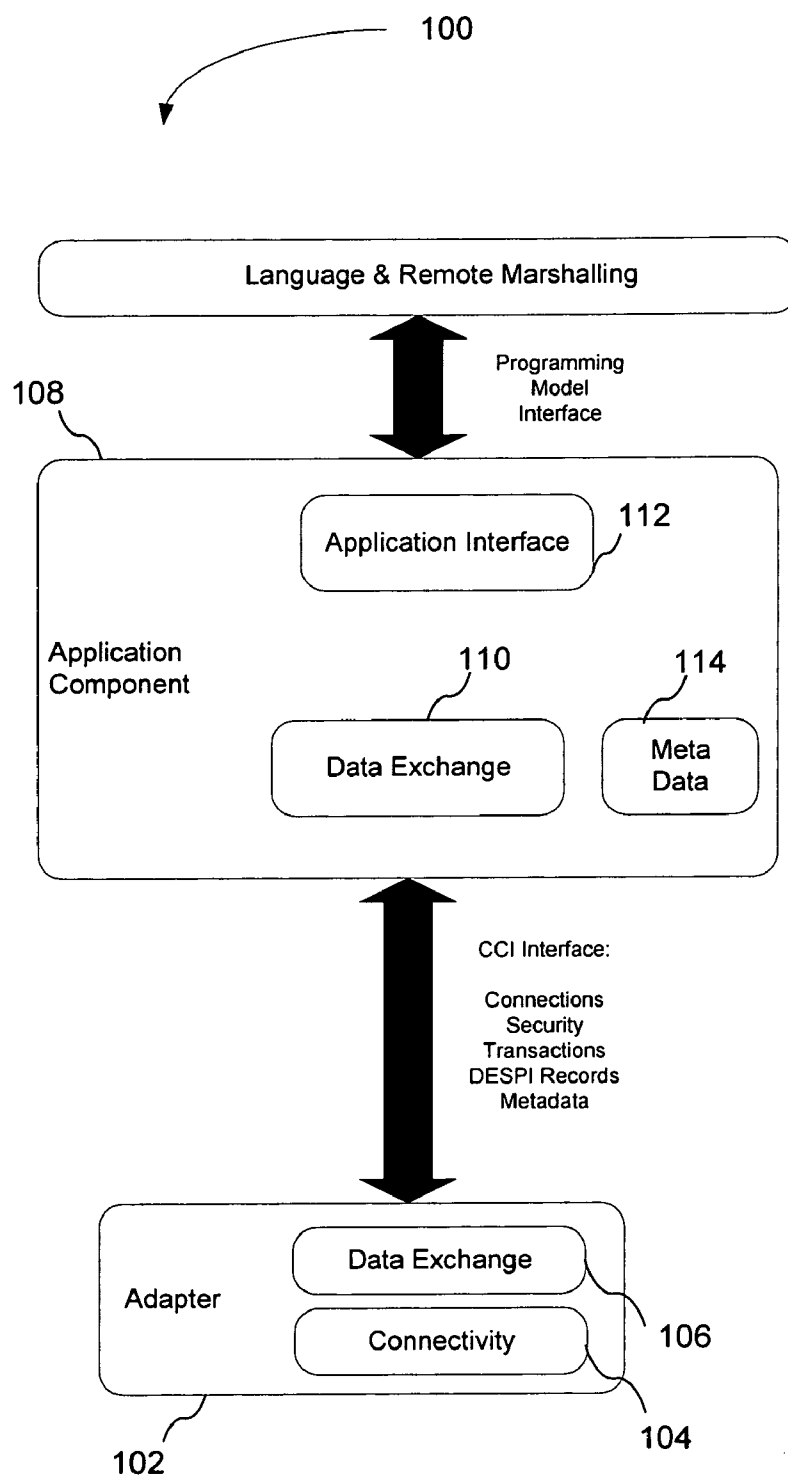 100
Language & Remote Marshalling
Programming
Model
Interface
108
Application Interface
112
Application
Component
110
114
Data Exchange
Meta
Data
CCI Interface:
Connections
Security
Transactions
DESPI Records
Metadata
Data Exchange
Adapter
106
Connectivity
102
104